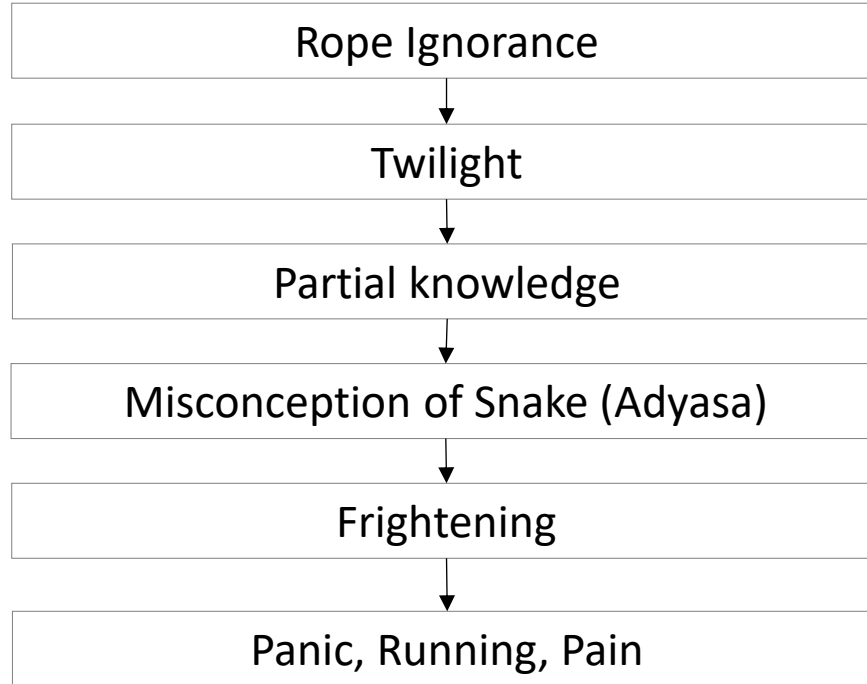 Rope Ignorance
Twilight
Partial knowledge
Misconception of Snake (Adyasa)
Frightening
Panic, Running, Pain